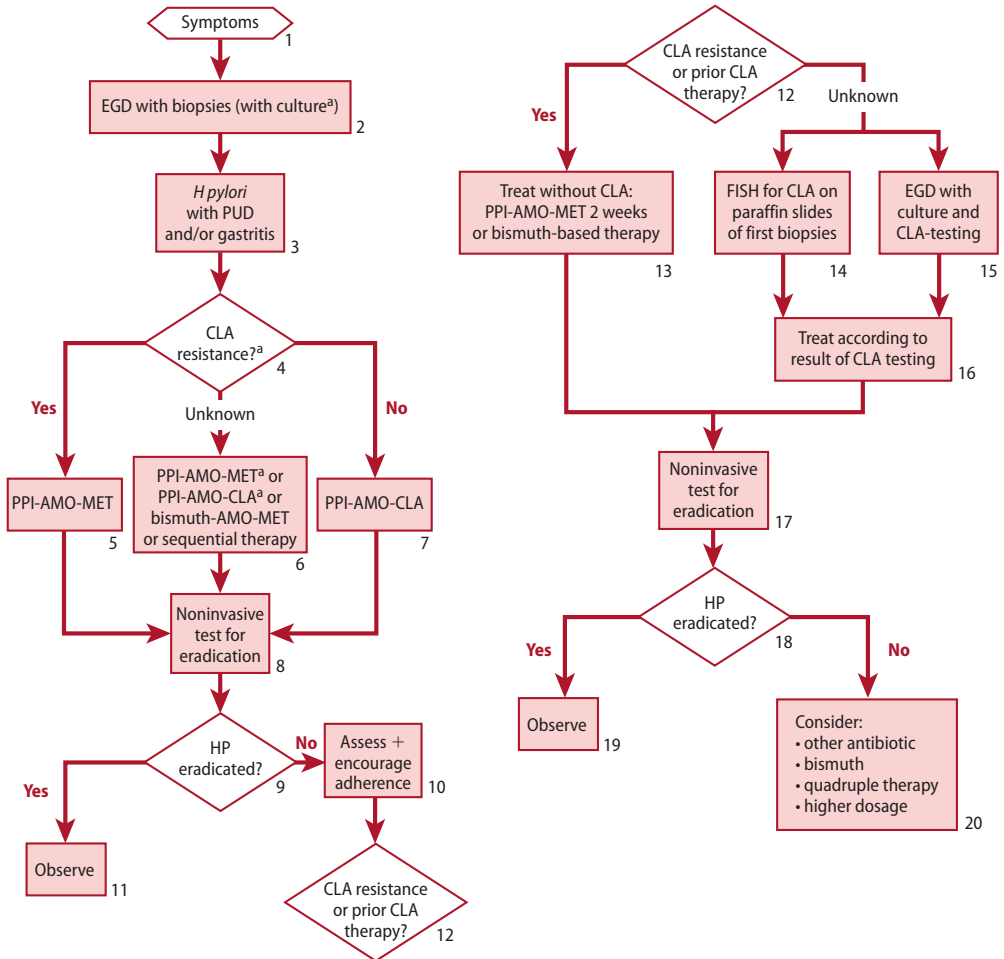 Symptoms
1
EGD with biopsies (with cultureᵃ)
2
H pylori
with PUD
and/or gastritis
3
CLA
resistance?ᵃ
4
Yes
Unknown
No
PPI-AMO-MET
5
PPI-AMO-METᵃ or
PPI-AMO-CLAᵃ or
bismuth-AMO-MET
or sequential therapy
6
PPI-AMO-CLA
7
Noninvasive
test for
eradication
8
HP
eradicated?
9
Yes
No
Assess +
encourage
adherence
10
Observe
11
CLA resistance
or prior CLA
therapy?
12
CLA resistance
or prior CLA
therapy?
12
Yes
Unknown
Treat without CLA:
PPI-AMO-MET 2 weeks
or bismuth-based therapy
13
FISH for CLA on
paraffin slides
of first biopsies
14
EGD with
culture and
CLA-testing
15
Treat according to
result of CLA testing
16
Noninvasive
test for
eradication
17
HP
eradicated?
18
Yes
No
Observe
19
Consider:
• other antibiotic
• bismuth
• quadruple therapy
• higher dosage
20